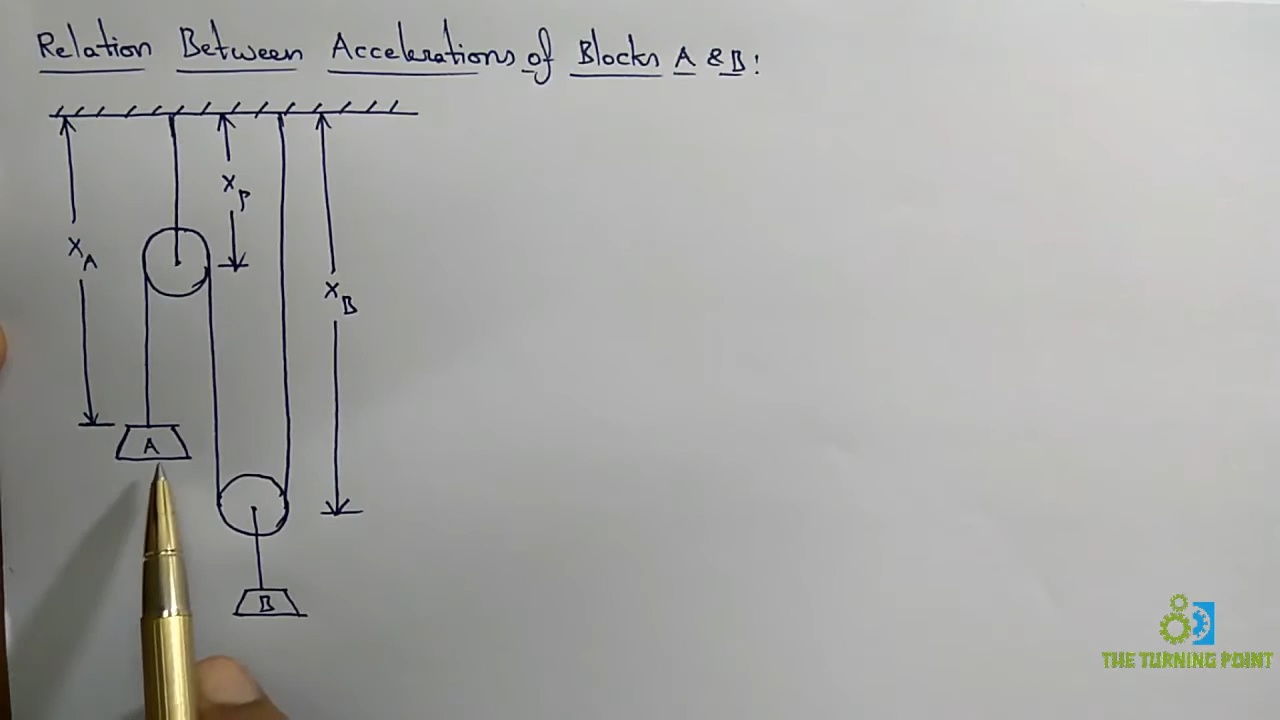 Relation Between Accelerations of Blocks A & B:
x_P
x_A
x_B
A
B
THE TURNING POINT